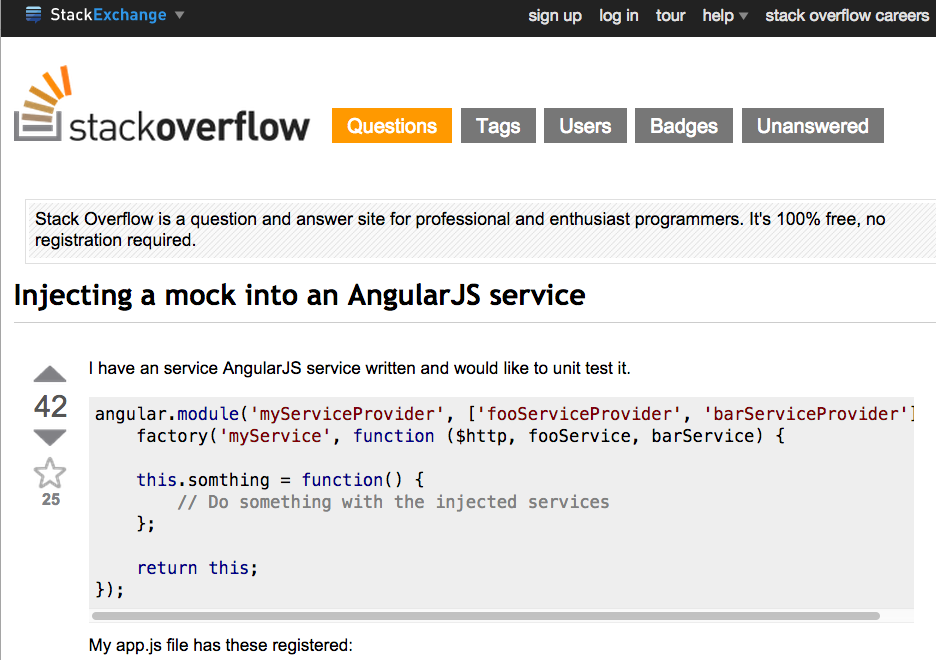 StackExchange sign up log in tour help stack overflow careers
stackoverflow Questions Tags Users Badges Unanswered
Stack Overflow is a question and answer site for professional and enthusiast programmers. It's 100% free, no
registration required.
Injecting a mock into an AngularJS service
I have an service AngularJS service written and would like to unit test it.
42
25
angular.module('myServiceProvider', ['fooServiceProvider', 'barServiceProvider']
factory('myService', function ($http, fooService, barService) {
this.somthing = function() {
// Do something with the injected services
};
return this;
});
My app.js file has these registered: